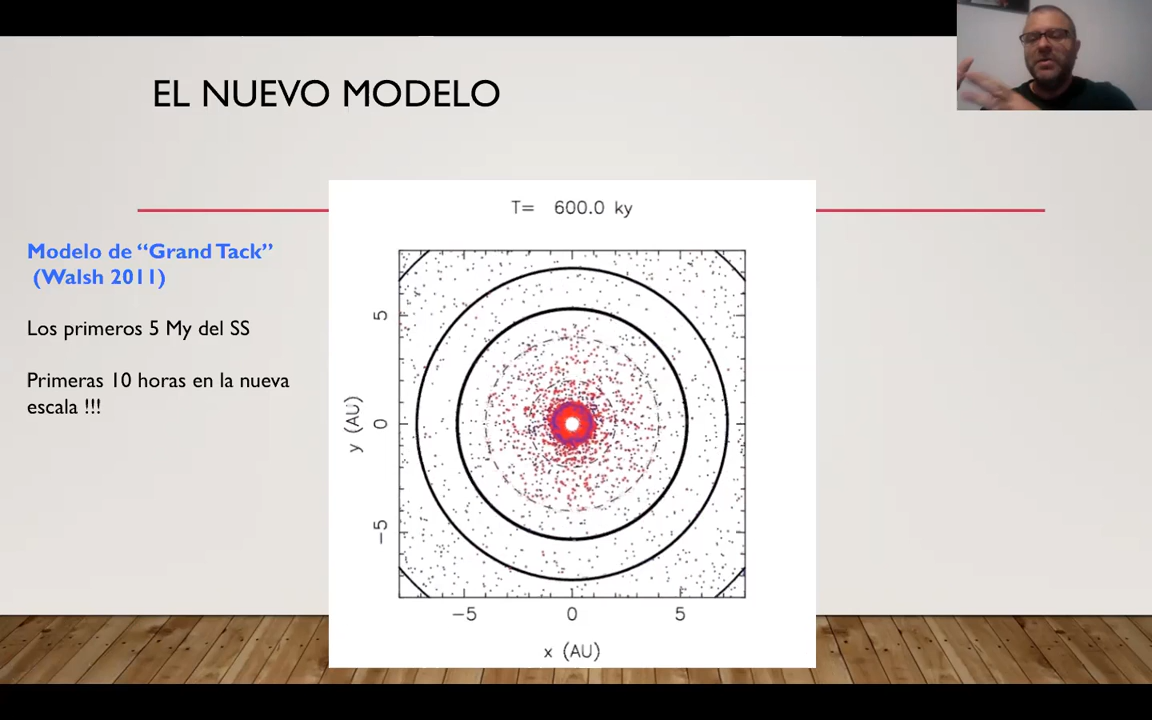 EL NUEVO MODELO
T= 600.0 ky
Modelo de “Grand Tack”
(Walsh 2011)
Los primeros 5 My del SS
Primeras 10 horas en la nueva
escala !!!
y (AU)
5
0
−5
−5 0 5
x (AU)